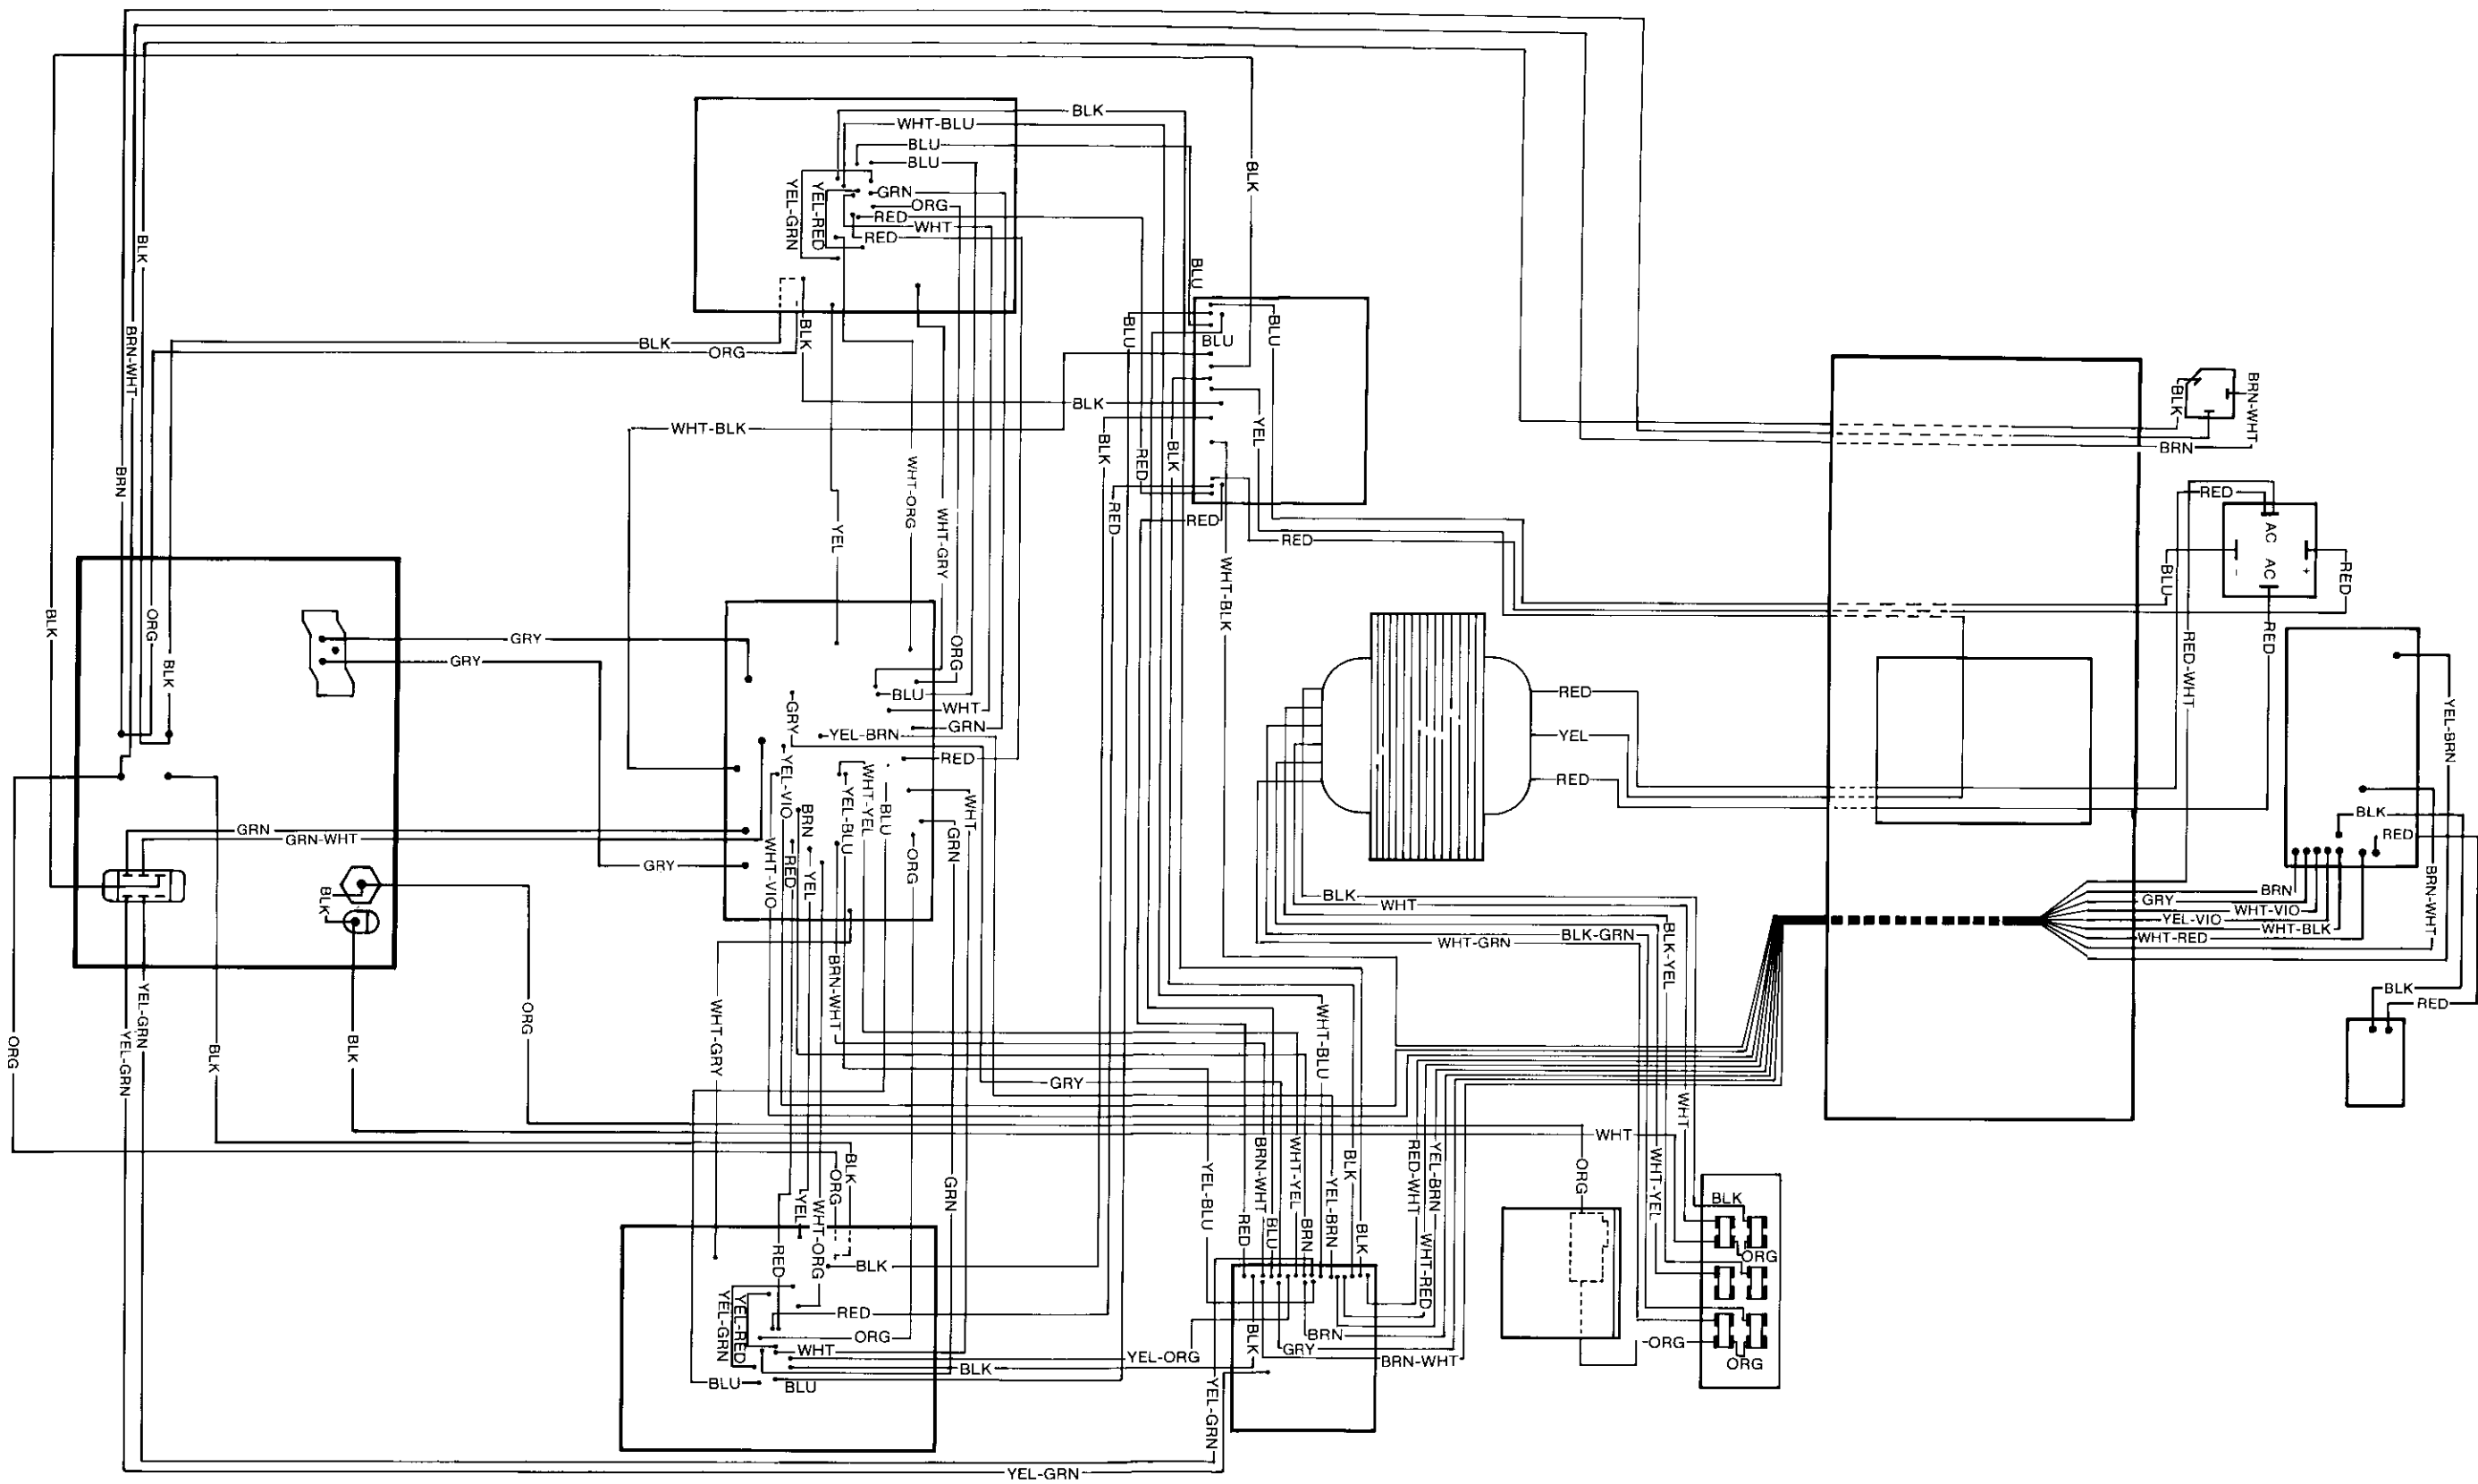 BLK
WHT-BLU
BLU
BLU
BLK
YEL-GRN
YEL-RED
GRN
ORG
RED
WHT
RED
BLK
BLU
BRN-WHT
BLK
ORG
BLK
BLU
BLU
BLU
BLK
BRN-WHT
BLK
WHT-BLK
YEL
BRN
BLK
RED
BLK
WHT-ORG
BRN
RED
RED
RED
YEL
WHT-GRY
RED
AC
AC
-
+
BLU
RED
BLK
ORG
BLK
GRY
GRY
ORG
WHT-BLK
RED
RED-WHT
BLU
WHT
GRN
GRY
YEL-BRN
RED
RED
YEL
RED
YEL-BRN
YEL-VIO
WHT-YEL
YEL-BLU
BLU
WHT
BRN
GRN
GRN-WHT
GRN
GRY
WHT-VIO
RED
YEL
ORG
BLK
RED
BLK
BLK
WHT
BLK-GRN
WHT-GRN
BLK-YEL
BRN
GRY
WHT-VIO
YEL-VIO
WHT-BLK
WHT-RED
BRN-WHT
BLK
RED
YEL-GRN
YEL-GRN
BLK
ORG
BLK
ORG
WHT-GRY
BRN-WHT
WHT-BLU
GRY
WHT
WHT
ORG
BLK
ORG
GRN
YEL-BLU
BRN-WHT
WHT-YEL
YEL-BRN
BLK
RED-WHT
YEL-BRN
ORG
WHT-YEL
YEL
WHT-ORG
RED
BLK
RED
BLU
BRN
BLK
WHT-RED
BLK
ORG
YEL-GRN
YEL-RED
RED
ORG
WHT
BLK
YEL-ORG
BLK
BRN
GRY
BRN-WHT
ORG
ORG
BLU
BLU
YEL-GRN
YEL-GRN